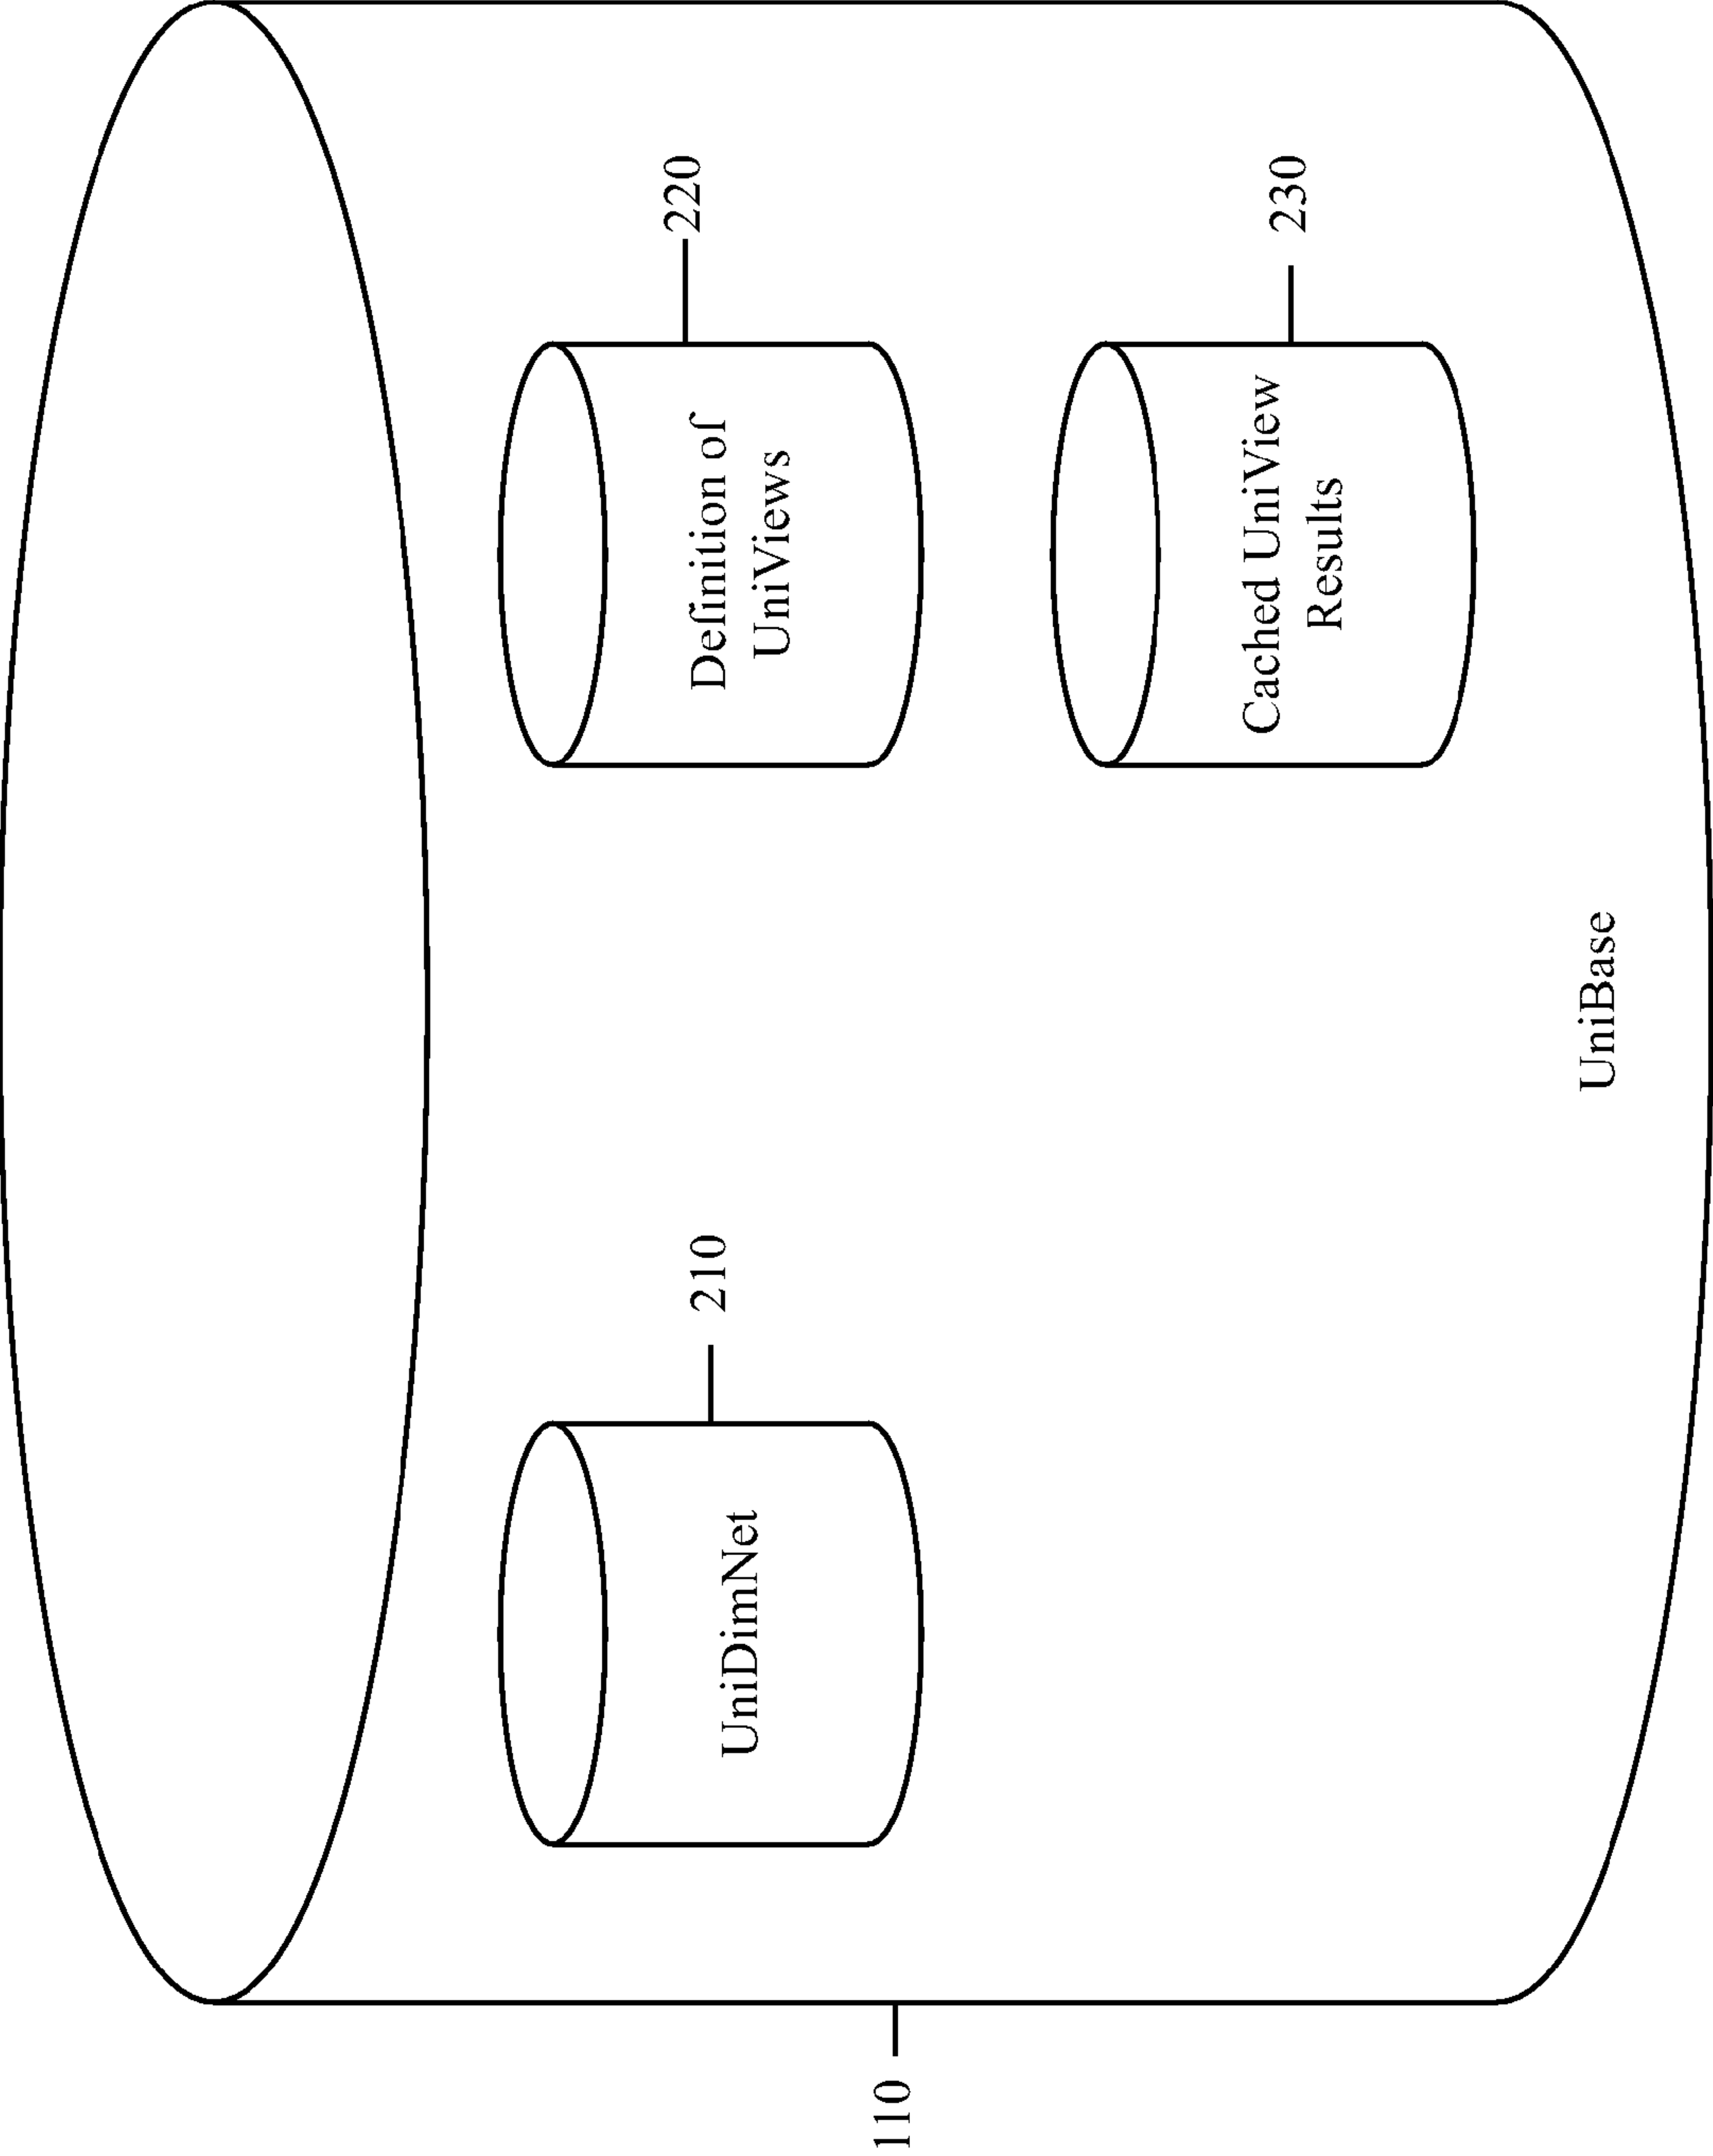 110
UniDimNet
210
Definition of
UniViews
220
Cached UniView
Results
230
UniBase